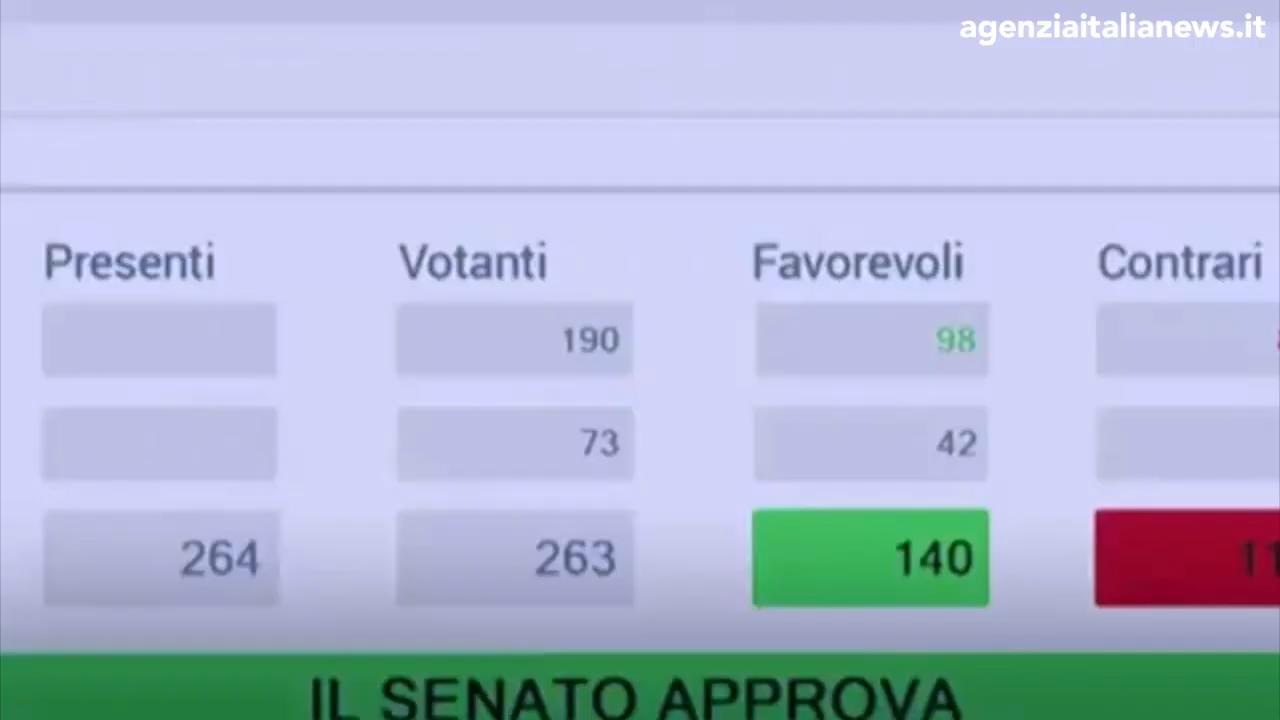 agenziaitalianews.it
Presenti Votanti Favorevoli Contrari
190 98
73 42
264 263 140
IL SENATO APPROVA